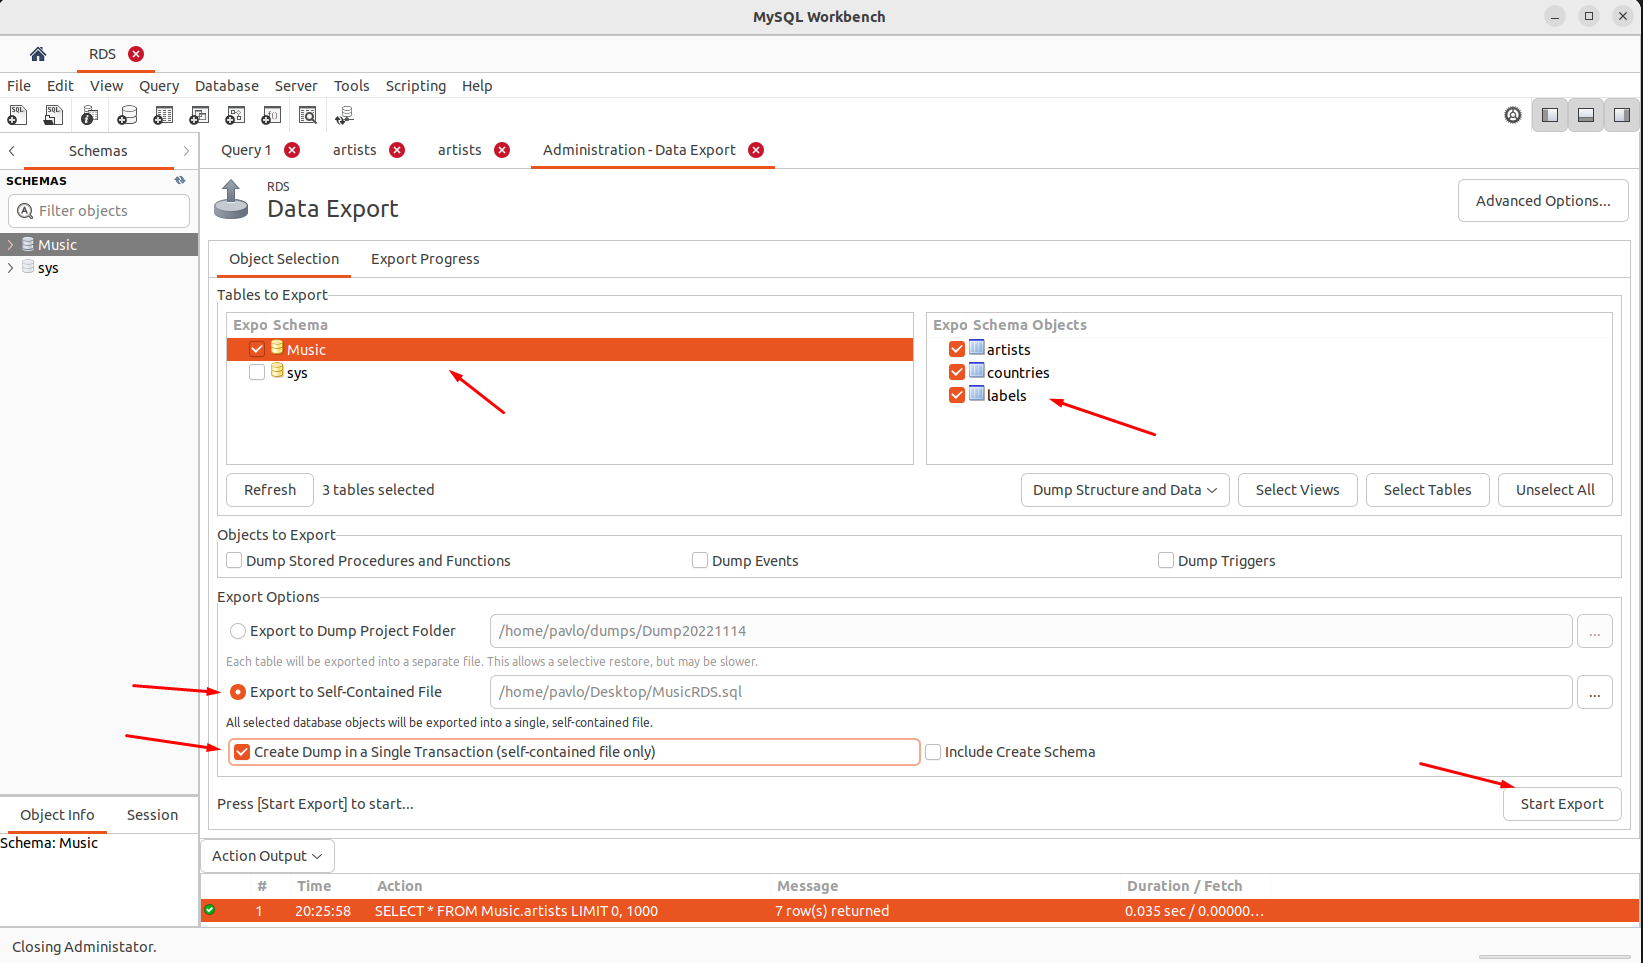 MySQL Workbench
RDS
File Edit View Query Database Server Tools Scripting Help
Schemas
SCHEMAS
Filter objects
Music
sys
Query 1 artists artists Administration - Data Export
RDS
Data Export
Advanced Options...
Object Selection Export Progress
Tables to Export
Expo Schema
Music
sys
Expo Schema Objects
artists
countries
labels
Refresh 3 tables selected Dump Structure and Data Select Views Select Tables Unselect All
Objects to Export
Dump Stored Procedures and Functions Dump Events Dump Triggers
Export Options
Export to Dump Project Folder /home/pavlo/dumps/Dump20221114 ...
Each table will be exported into a separate file. This allows a selective restore, but may be slower.
Export to Self-Contained File /home/pavlo/Desktop/MusicRDS.sql ...
All selected database objects will be exported into a single, self-contained file.
Create Dump in a Single Transaction (self-contained file only) Include Create Schema
Press [Start Export] to start... Start Export
Object Info Session
Schema: Music
Action Output
# Time Action Message Duration / Fetch
1 20:25:58 SELECT * FROM Music.artists LIMIT 0, 1000 7 row(s) returned 0.035 sec / 0.00000...
Closing Administator.